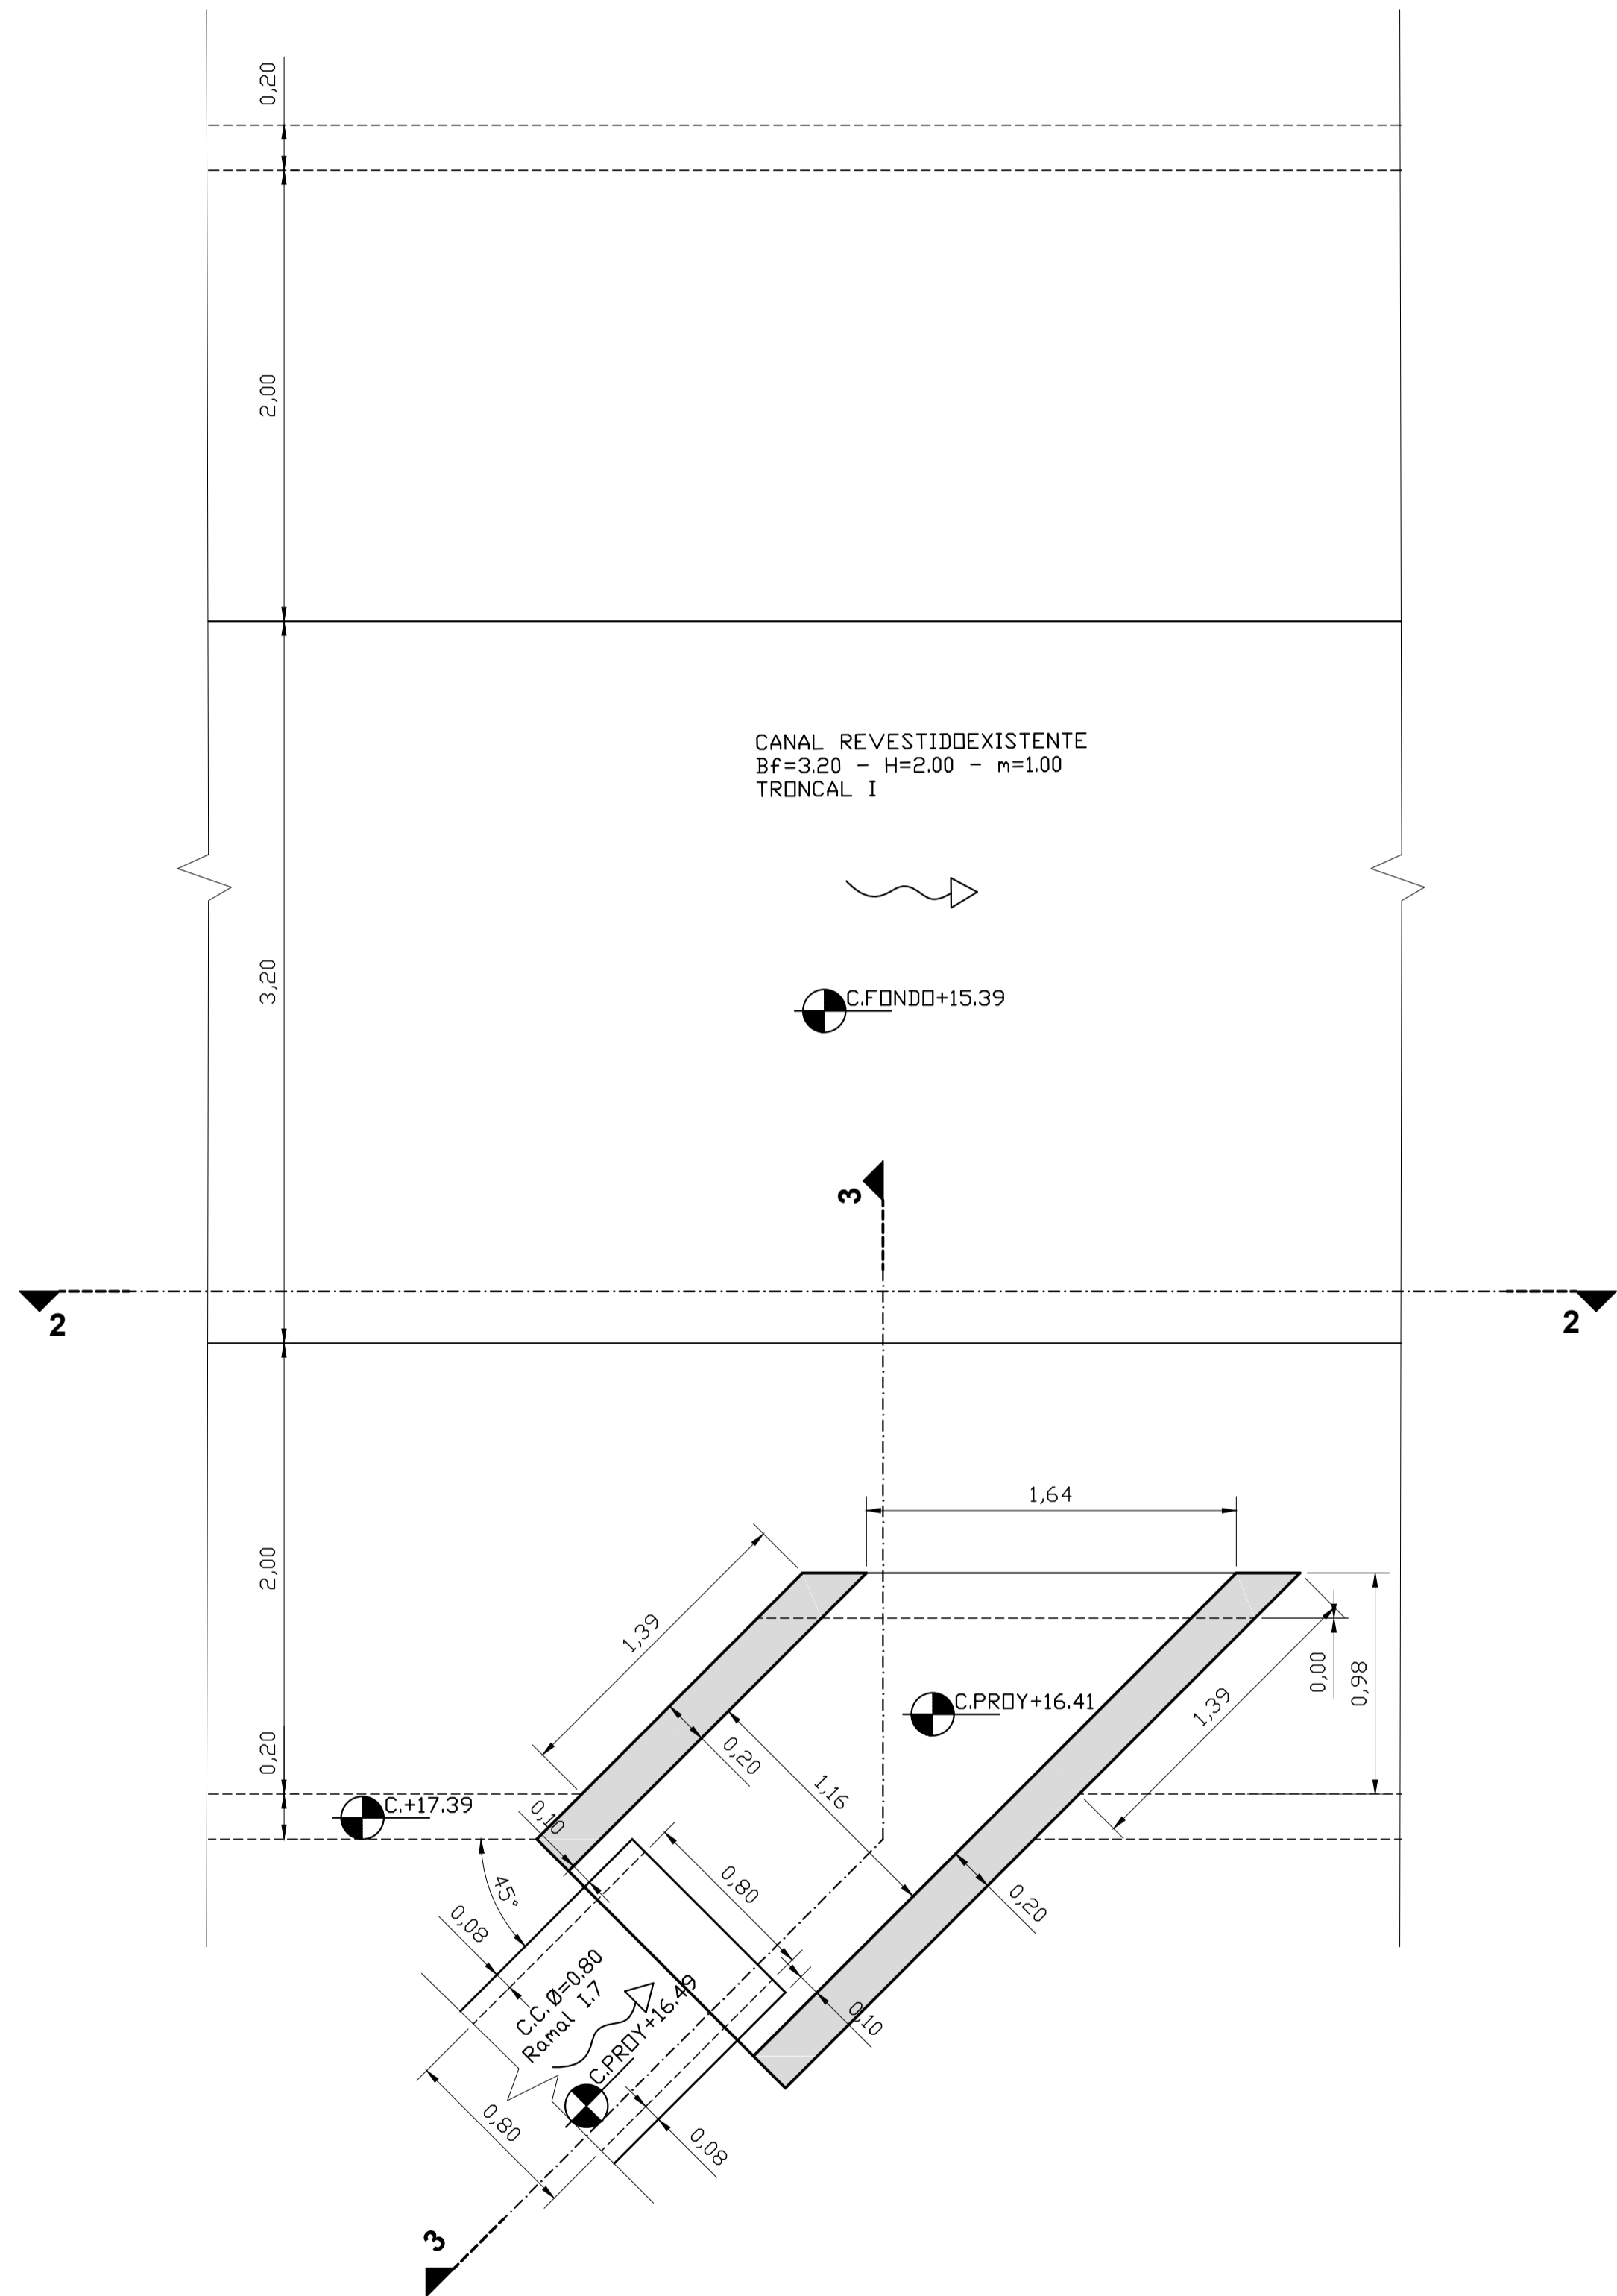 0,20
2,00
CANAL REVESTIDOEXISTENTE
Bf=3.20 - H=2.00 - m=1.00
TRONCAL I
3,20
C.FONDO+15.39
3
2
2
1,64
2,00
1,39
0,00
0,98
1,39
C.PROY+16.41
0,20
0,20
1,16
C.+17.39
0,10
45°
0,80
0,20
0,08
C.C. Ø=0.80
Ramal I.7
C.PROY+16.49
0,10
0,80
0,08
3